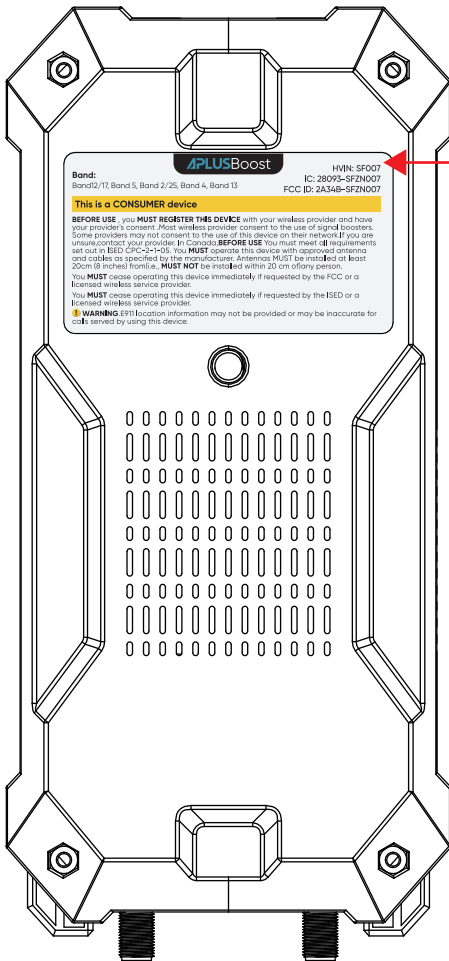 APLUSBoost
HVIN: SF007
Band:
IC: 28093-SFZN007
Band12/17, Band 5, Band 2/25, Band 4, Band 13
FCC ID: 2A34B-SFZN007
This is a CONSUMER device
BEFORE USE , you MUST REGISTER THIS DEVICE with your wireless provider and have
your provider's consent .Most wireless provider consent to the use of signal boosters.
Some providers may not consent to the use of this device on their network.If you are
unsure,contact your provider. In Canada,BEFORE USE You must meet all requirements
set out in ISED CPC-2-1-05. You MUST operate this device with approved antenna
and cables as specified by the manufacturer. Antennas MUST be installed at least
20cm (8 inches) from(i.e., MUST NOT be installed within 20 cm of)any person.
You MUST cease operating this device immediately if requested by the FCC or a
licensed wireless service provider.
You MUST cease operating this device immediately if requested by the ISED or a
licensed wireless service provider.
! WARNING.E911 location information may not be provided or may be inaccurate for
calls served by using this device.